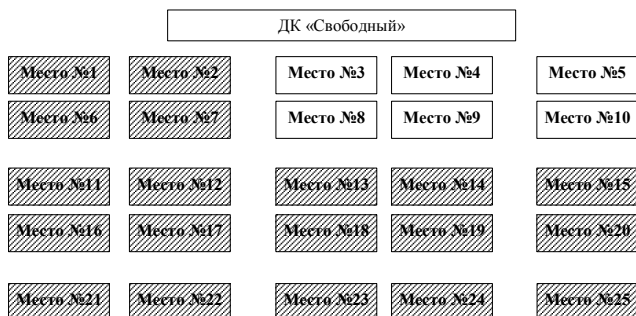 ДК «Свободный»
Место №1 Место №2 Место №3 Место №4 Место №5
Место №6 Место №7 Место №8 Место №9 Место №10
Место №11 Место №12 Место №13 Место №14 Место №15
Место №16 Место №17 Место №18 Место №19 Место №20
Место №21 Место №22 Место №23 Место №24 Место №25